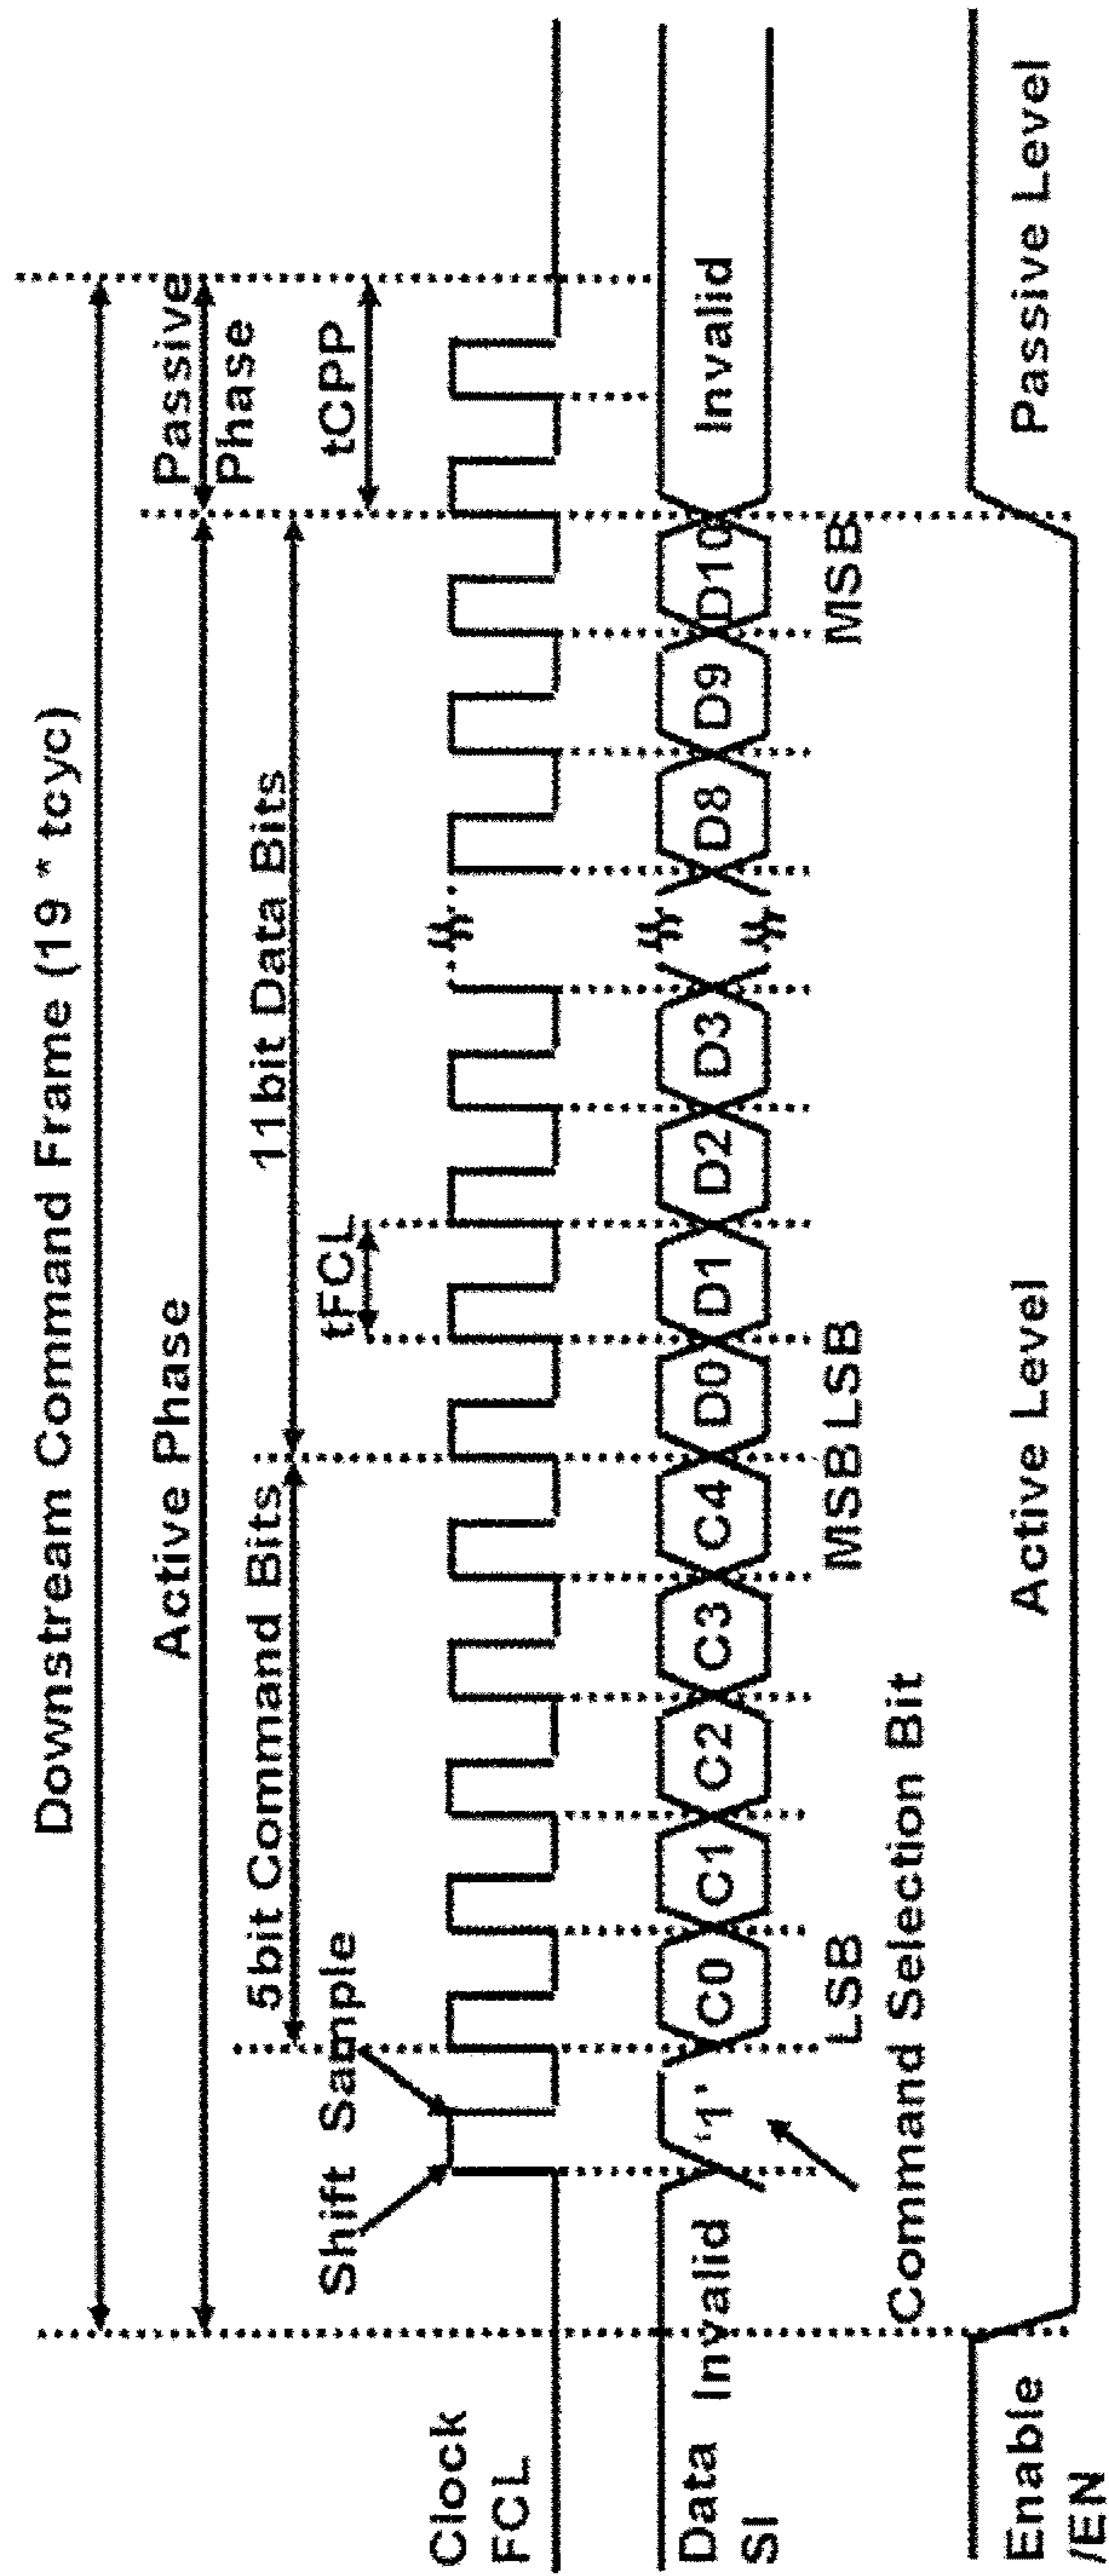 Downstream Command Frame (19 * tcyc)
Active Phase
Passive
Phase
5bit Command Bits
11bit Data Bits
Shift
Sample
tFCL
tCPP
Clock
FCL
Data
SI
Invalid
'1'
C0
C1
C2
C3
C4
D0
D1
D2
D3
D8
D9
D10
Invalid
LSB
MSB
LSB
MSB
Command Selection Bit
Enable
/EN
Active Level
Passive Level